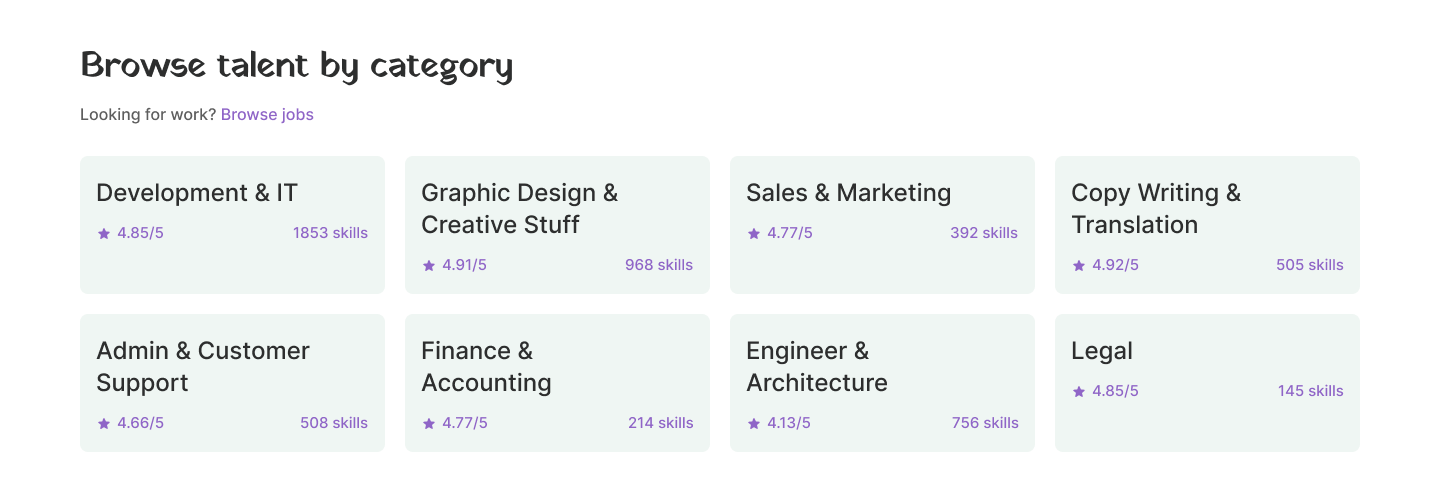 Browse talent by category
Looking for work? Browse jobs
Development & IT
4.85/5 1853 skills
Graphic Design &
Creative Stuff
4.91/5 968 skills
Sales & Marketing
4.77/5 392 skills
Copy Writing &
Translation
4.92/5 505 skills
Admin & Customer
Support
4.66/5 508 skills
Finance &
Accounting
4.77/5 214 skills
Engineer &
Architecture
4.13/5 756 skills
Legal
4.85/5 145 skills